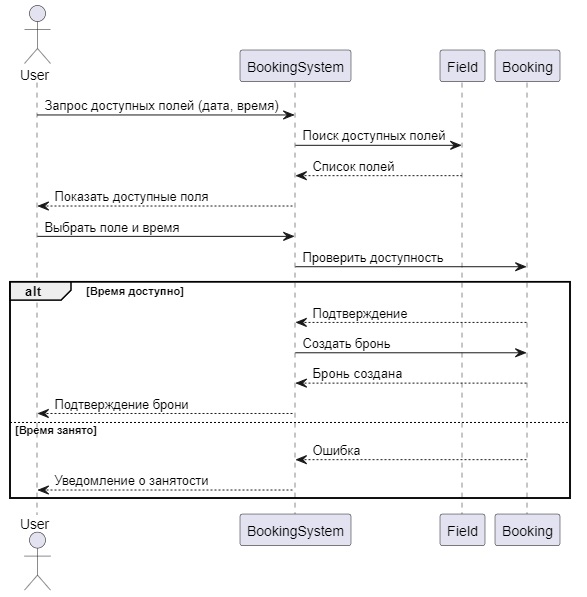 User
BookingSystem
Field
Booking
Запрос доступных полей (дата, время)
Поиск доступных полей
Список полей
Показать доступные поля
Выбрать поле и время
Проверить доступность
alt [Время доступно]
Подтверждение
Создать бронь
Бронь создана
Подтверждение брони
[Время занято]
Ошибка
Уведомление о занятости
User
BookingSystem
Field
Booking